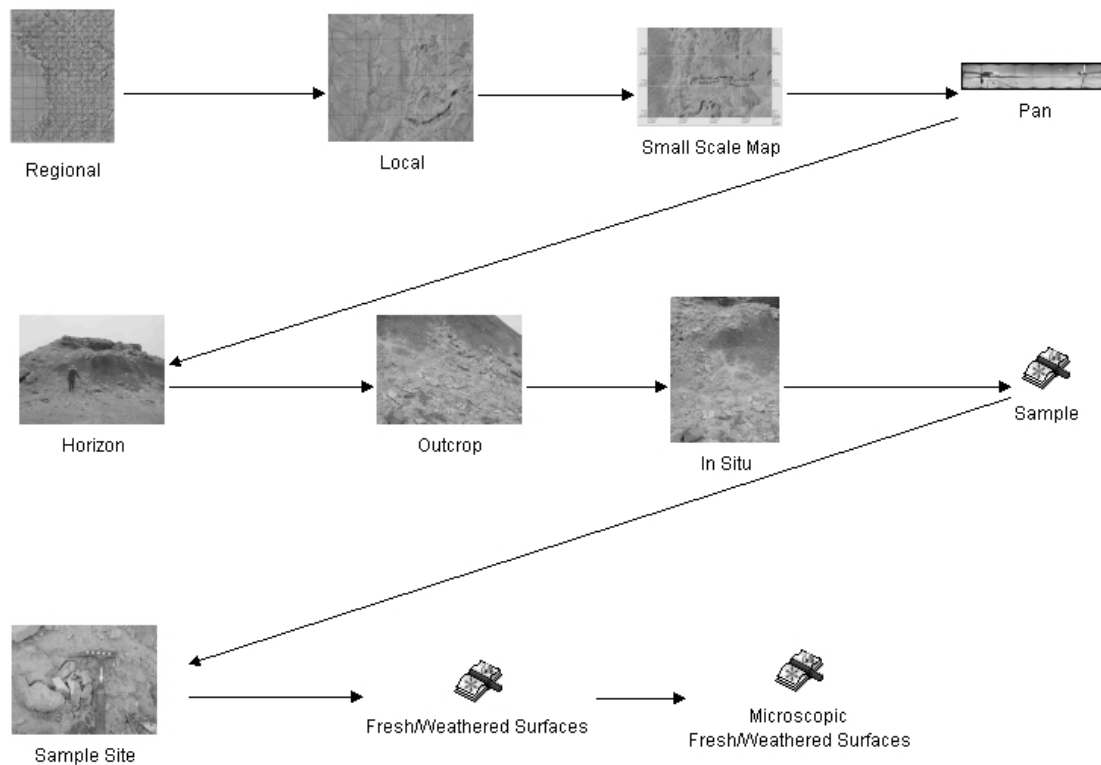 Regional
Local
Small Scale Map
Pan
Horizon
Outcrop
In Situ
Sample
Sample Site
Fresh/Weathered Surfaces
Microscopic
Fresh/Weathered Surfaces